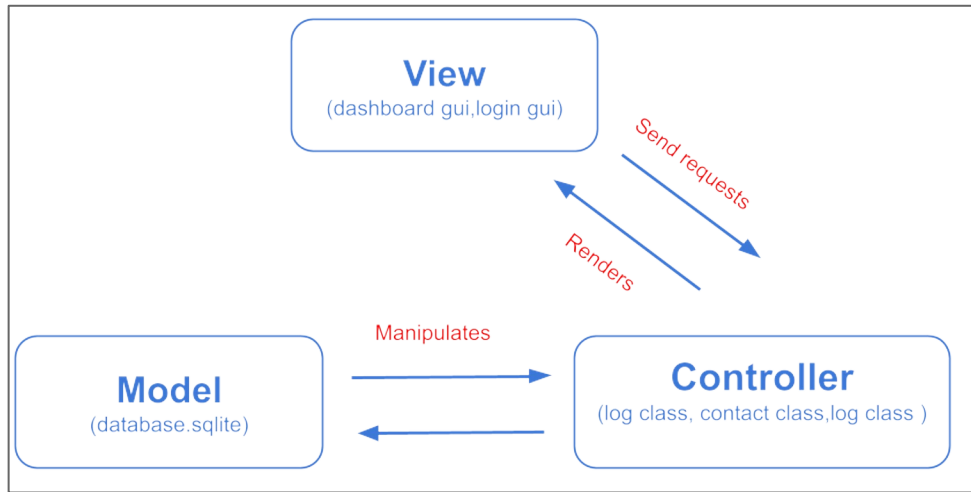 View
(dashboard gui,login gui)
Send requests
Renders
Manipulates
Model
(database.sqlite)
Controller
(log class, contact class,log class )